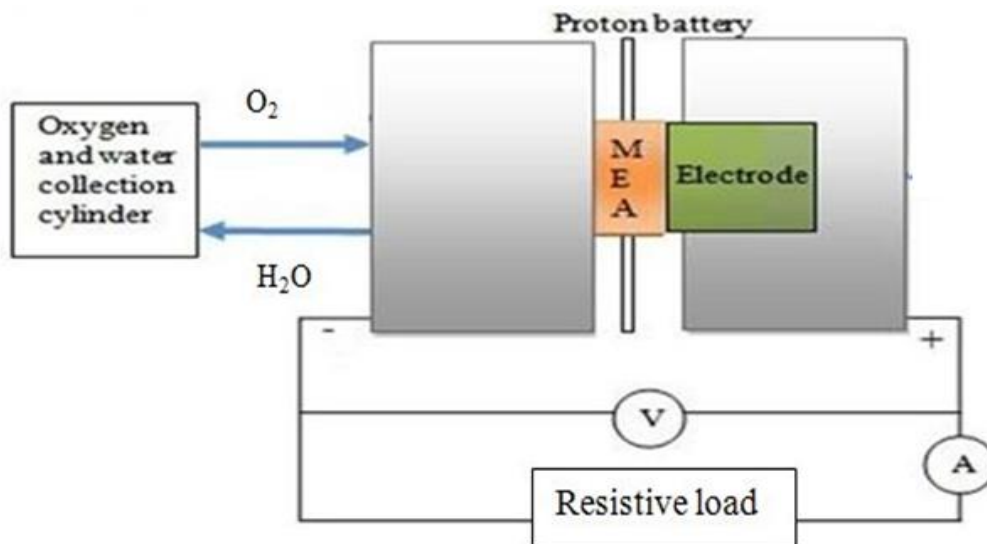 Proton battery
O₂
Oxygen
and water
collection
cylinder
H₂O
M
E
A
Electrode
-
+
V
A
Resistive load